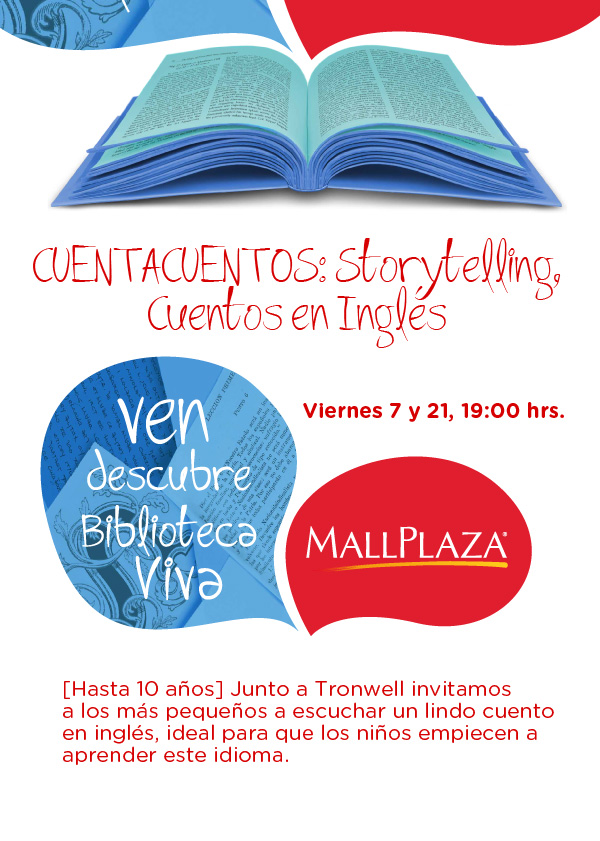 CUENTACUENTOS: Storytelling,
Cuentos en Inglés
Viernes 7 y 21, 19:00 hrs.
ven
descubre
Biblioteca
Viva
MALLPLAZA®
[Hasta 10 años] Junto a Tronwell invitamos
a los más pequeños a escuchar un lindo cuento
en inglés, ideal para que los niños empiecen a
aprender este idioma.